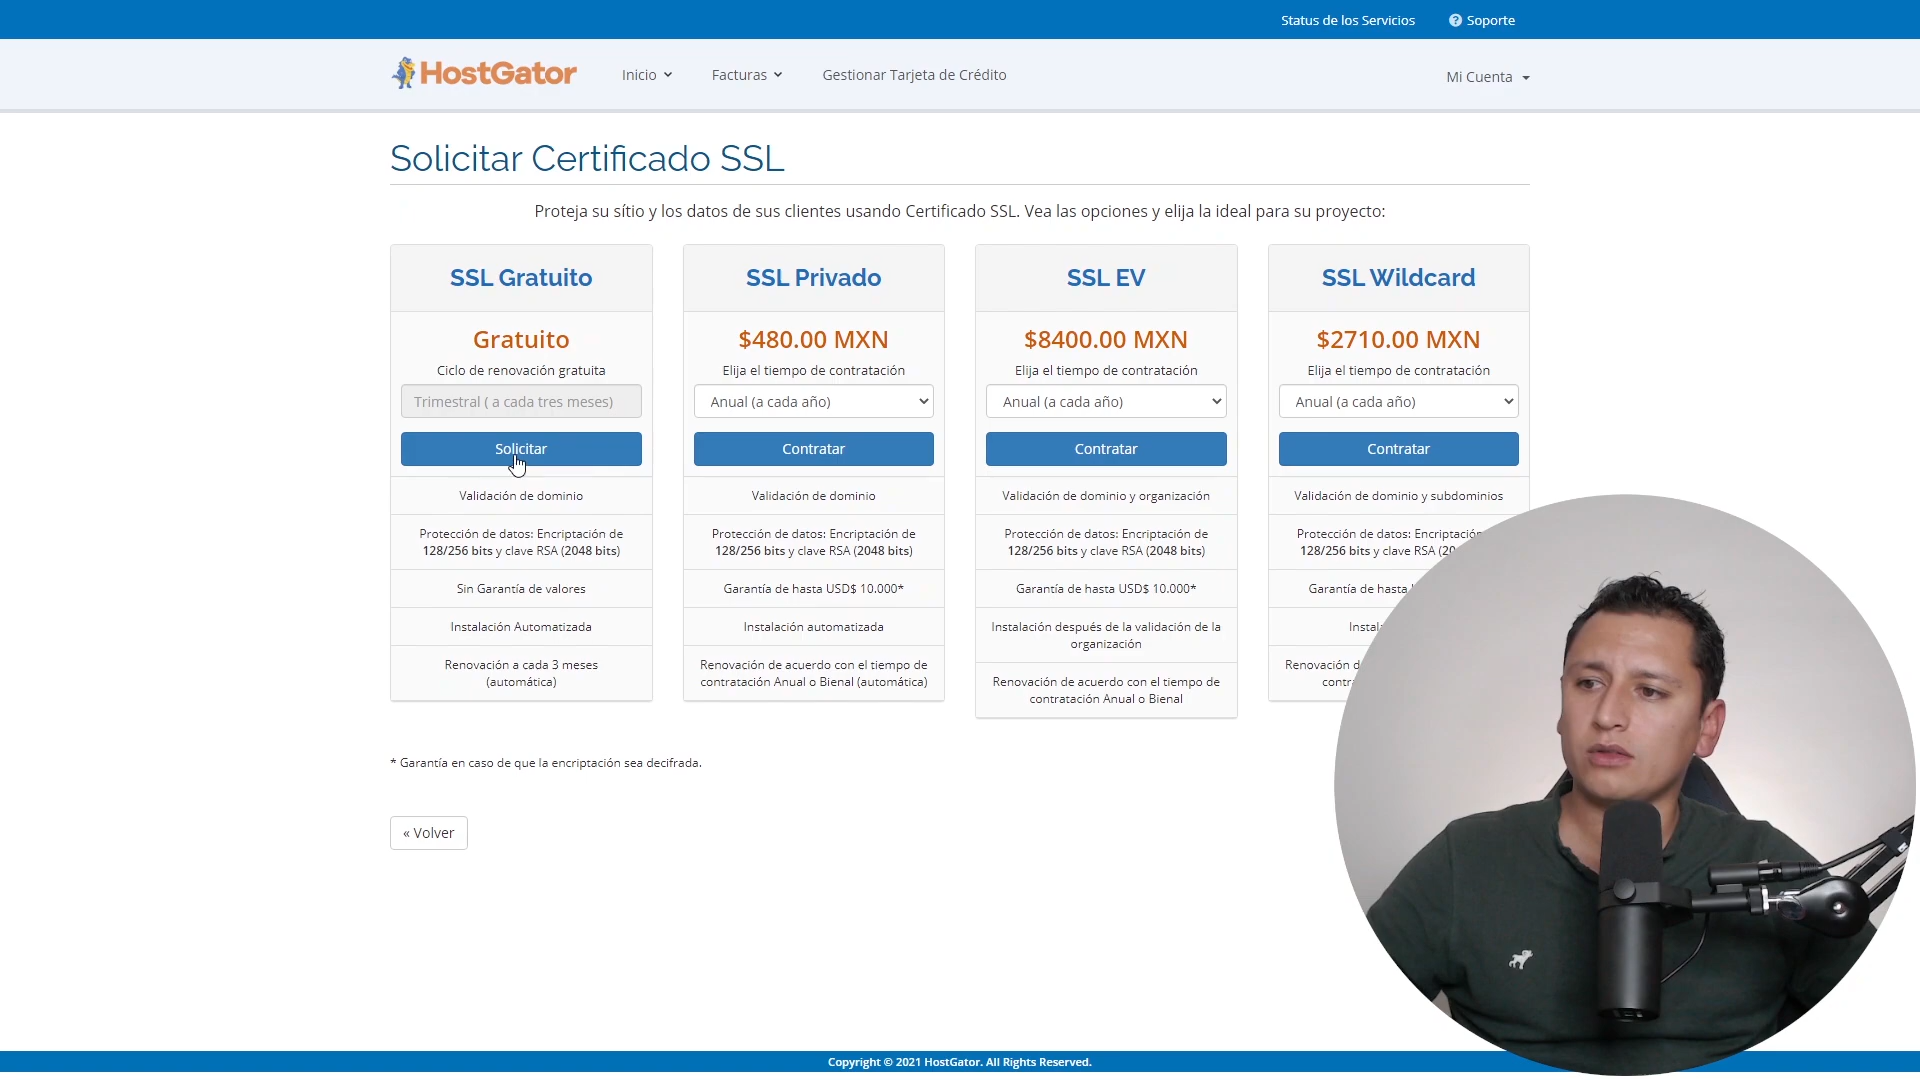 Status de los Servicios
Soporte
HostGator
Inicio
Facturas
Gestionar Tarjeta de Crédito
Mi Cuenta
Solicitar Certificado SSL
Proteja su sítio y los datos de sus clientes usando Certificado SSL. Vea las opciones y elija la ideal para su proyecto:
SSL Gratuito
Gratuito
Ciclo de renovación gratuita
Trimestral ( a cada tres meses)
Solicitar
Validación de dominio
Protección de datos: Encriptación de
128/256 bits y clave RSA (2048 bits)
Sin Garantía de valores
Instalación Automatizada
Renovación a cada 3 meses
(automática)
SSL Privado
$480.00 MXN
Elija el tiempo de contratación
Anual (a cada año)
Contratar
Validación de dominio
Protección de datos: Encriptación de
128/256 bits y clave RSA (2048 bits)
Garantía de hasta USD$ 10.000*
Instalación automatizada
Renovación de acuerdo con el tiempo de
contratación Anual o Bienal (automática)
SSL EV
$8400.00 MXN
Elija el tiempo de contratación
Anual (a cada año)
Contratar
Validación de dominio y organización
Protección de datos: Encriptación de
128/256 bits y clave RSA (2048 bits)
Garantía de hasta USD$ 10.000*
Instalación después de la validación de la
organización
Renovación de acuerdo con el tiempo de
contratación Anual o Bienal
SSL Wildcard
$2710.00 MXN
Elija el tiempo de contratación
Anual (a cada año)
Contratar
Validación de dominio y subdominios
Protección de datos:
128/256 bits y clave RSA
Garantía de hasta
Renovación
* Garantía en caso de que la encriptación sea decifrada.
« Volver
Copyright © 2021 HostGator. All Rights Reserved.